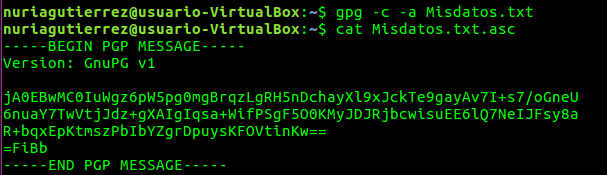 nuriagutierrez@usuario-VirtualBox:~$ gpg -c -a Misdatos.txt
nuriagutierrez@usuario-VirtualBox:~$ cat Misdatos.txt.asc
-----BEGIN PGP MESSAGE-----
Version: GnuPG v1

jA0EBwMC0IuWgz6pW5pg0mgBrqzLgRH5nDchayXl9xJckTe9gayAv7I+s7/oGneU
6nuaY7TwVtjJdz+gXAIgIqsa+WifPSgF5O0KMyJDJRjbcwisuEE6lQ7NeIJFsy8a
R+bqxEpKtmszPbIbYZgrDpuysKFOVtinKw==
=FiBb
-----END PGP MESSAGE-----